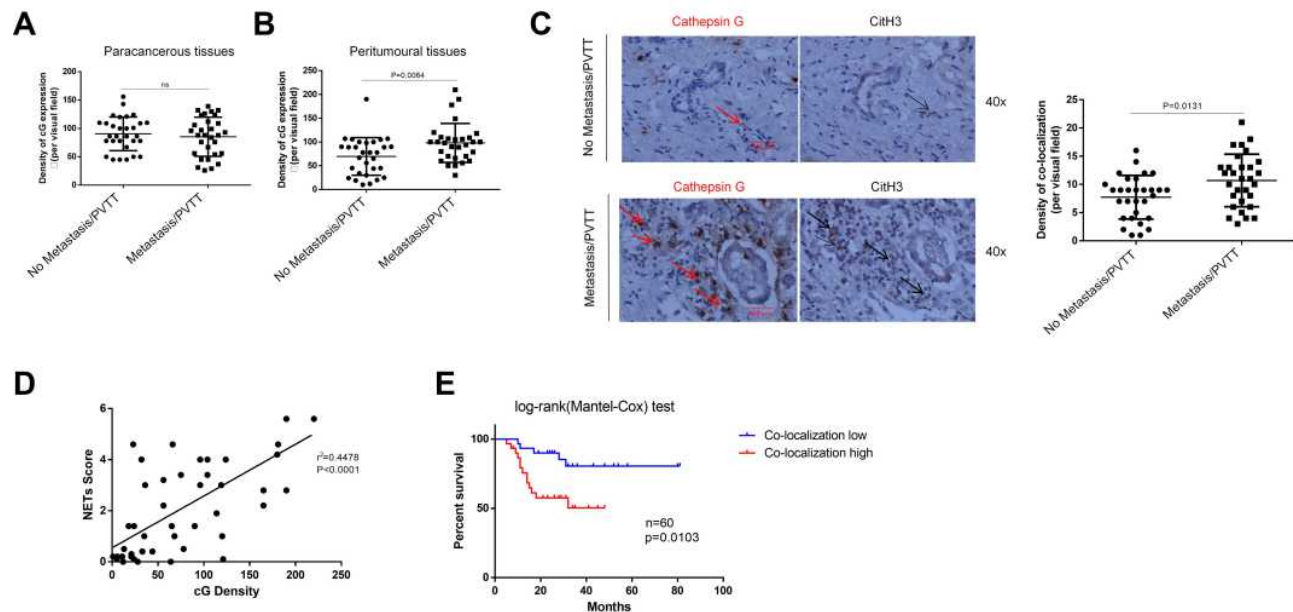 A
Paracancerous tissues
Density of cG expression
(per visual field)
200
150
100
50
0
ns
No Metastasis/PVTT
Metastasis/PVTT
B
Peritumoural tissues
Density of cG expression
(per visual field)
250
200
150
100
50
0
P=0.0064
No Metastasis/PVTT
Metastasis/PVTT
C
Cathepsin G
CitH3
No Metastasis/PVTT
40x
Cathepsin G
CitH3
Metastasis/PVTT
40x
Density of co-localization
(per visual field)
25
20
15
10
5
0
P=0.0131
No Metastasis/PVTT
Metastasis/PVTT
D
NETs Score
6
4
2
0
r²=0.4478
P<0.0001
0
50
100
150
200
250
cG Density
E
log-rank(Mantel-Cox) test
Percent survival
100
50
0
Co-localization low
Co-localization high
n=60
p=0.0103
0
20
40
60
80
100
Months